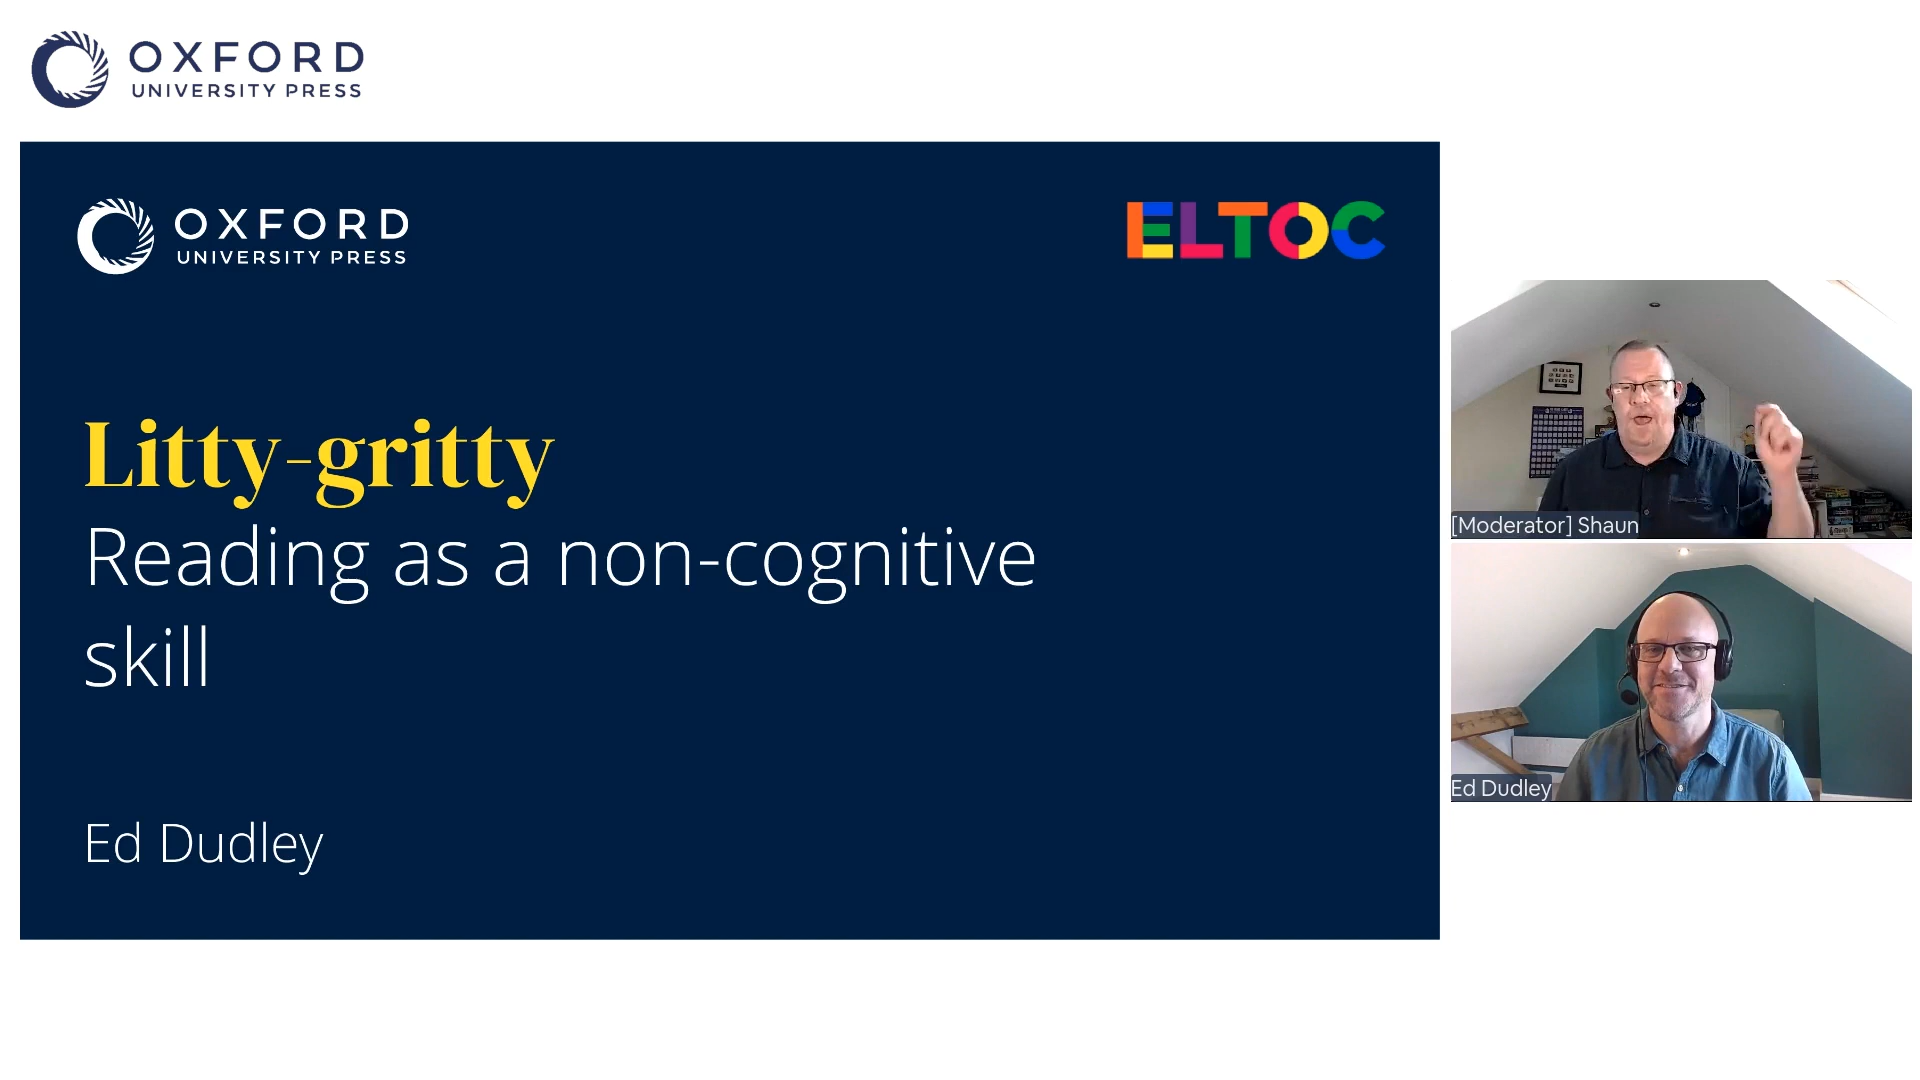 OXFORD
UNIVERSITY PRESS
OXFORD
UNIVERSITY PRESS
ELTOC
Litty-gritty
Reading as a non-cognitive
skill
Ed Dudley
[Moderator] Shaun
Ed Dudley